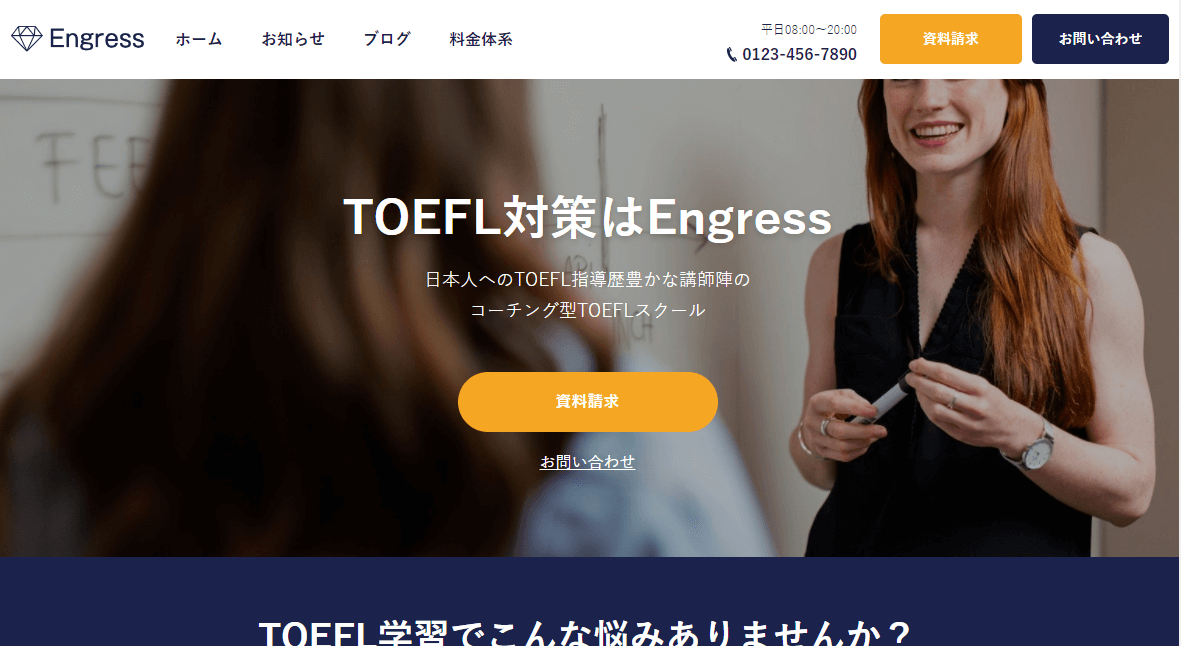 Engress
ホーム
お知らせ
ブログ
料金体系
平日08:00〜20:00
0123-456-7890
資料請求
お問い合わせ
TOEFL対策はEngress
日本人へのTOEFL指導歴豊かな講師陣の
コーチング型TOEFLスクール
資料請求
お問い合わせ
TOEFL学習でこんな悩みありませんか？